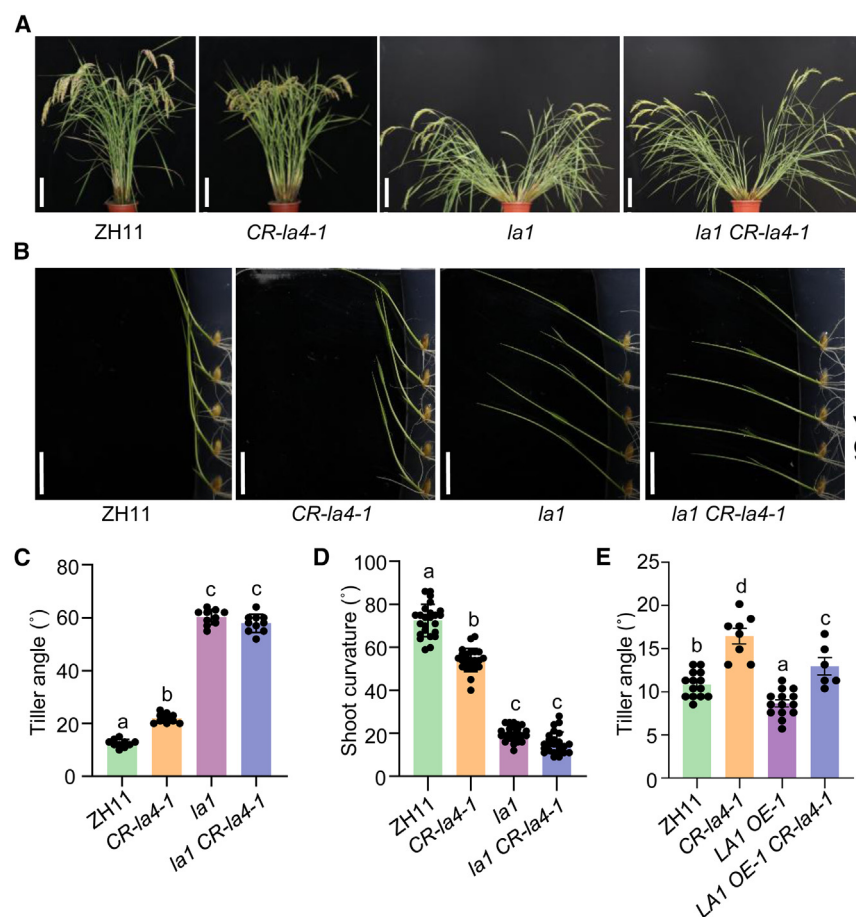 A
ZH11 CR-la4-1 la1 la1 CR-la4-1
B
ZH11 CR-la4-1 la1 la1 CR-la4-1
C
80
60
40
20
0
Tiller angle (°)
a
b
c
c
ZH11
CR-la4-1
la1
la1 CR-la4-1
D
100
80
60
40
20
0
Shoot curvature (°)
a
b
c
c
ZH11
CR-la4-1
la1
la1 CR-la4-1
E
25
20
15
10
5
0
Tiller angle (°)
b
d
a
c
ZH11
CR-la4-1
LA1 OE-1
LA1 OE-1 CR-la4-1